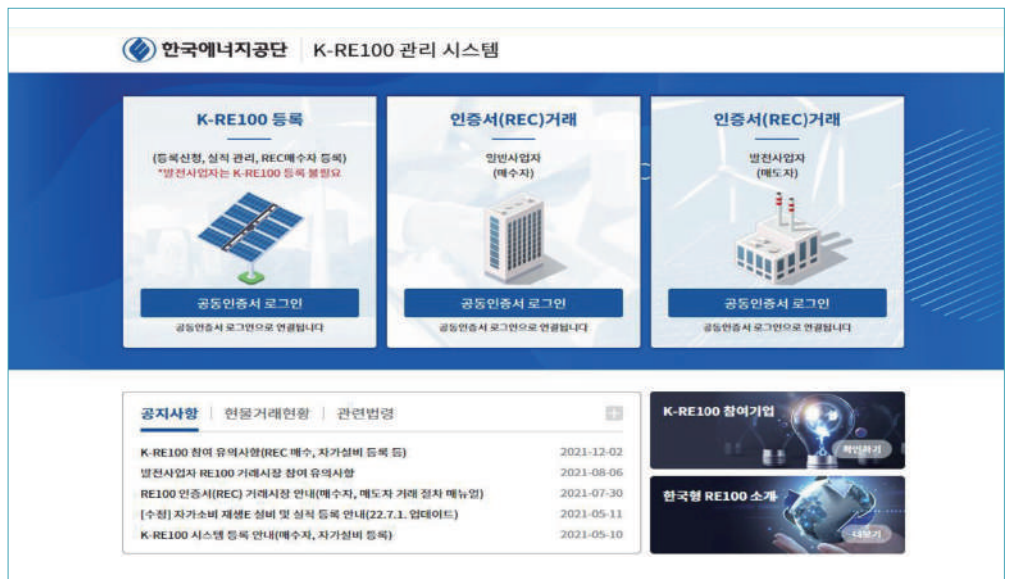 한국에너지공단 K-RE100 관리 시스템
K-RE100 등록
(등록신청, 실적 관리, REC매수자 등록)
*발전사업자는 K-RE100 등록 불필요
공동인증서 로그인
공동인증서 로그인으로 연결됩니다
인증서(REC)거래
일반사업자
(매수자)
공동인증서 로그인
공동인증서 로그인으로 연결됩니다
인증서(REC)거래
발전사업자
(매도자)
공동인증서 로그인
공동인증서 로그인으로 연결됩니다
공지사항 현물거래현황 관련법령
K-RE100 참여 유의사항(REC 매수, 자가설비 등록 등) 2021-12-02
발전사업자 RE100 거래시장 참여 유의사항 2021-08-06
RE100 인증서(REC) 거래시장 안내(매수자, 매도자 거래 절차 매뉴얼) 2021-07-30
[수정] 자가소비 재생E 설비 및 실적 등록 안내(22.7.1. 업데이트) 2021-05-11
K-RE100 시스템 등록 안내(매수자, 자가설비 등록) 2021-05-10
K-RE100 참여기업
확인하기
한국형 RE100 소개
더보기